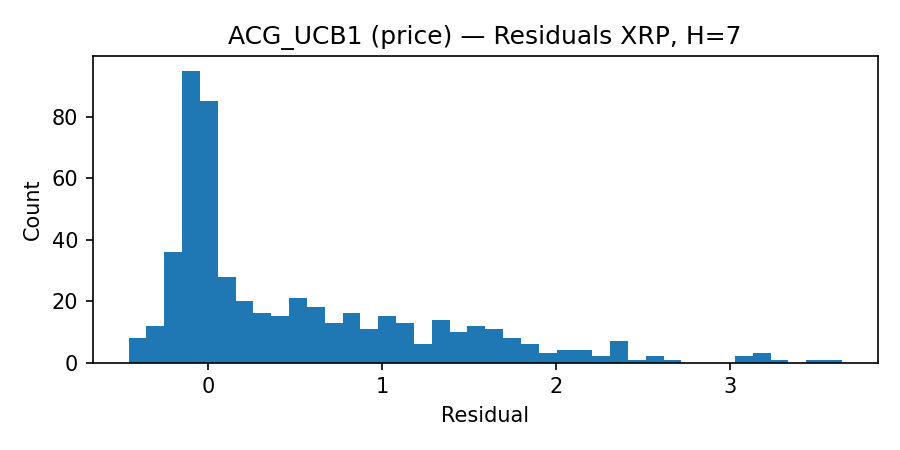 ACG_UCB1 (price) — Residuals XRP, H=7
80
60
40
20
0
Count
0 1 2 3
Residual